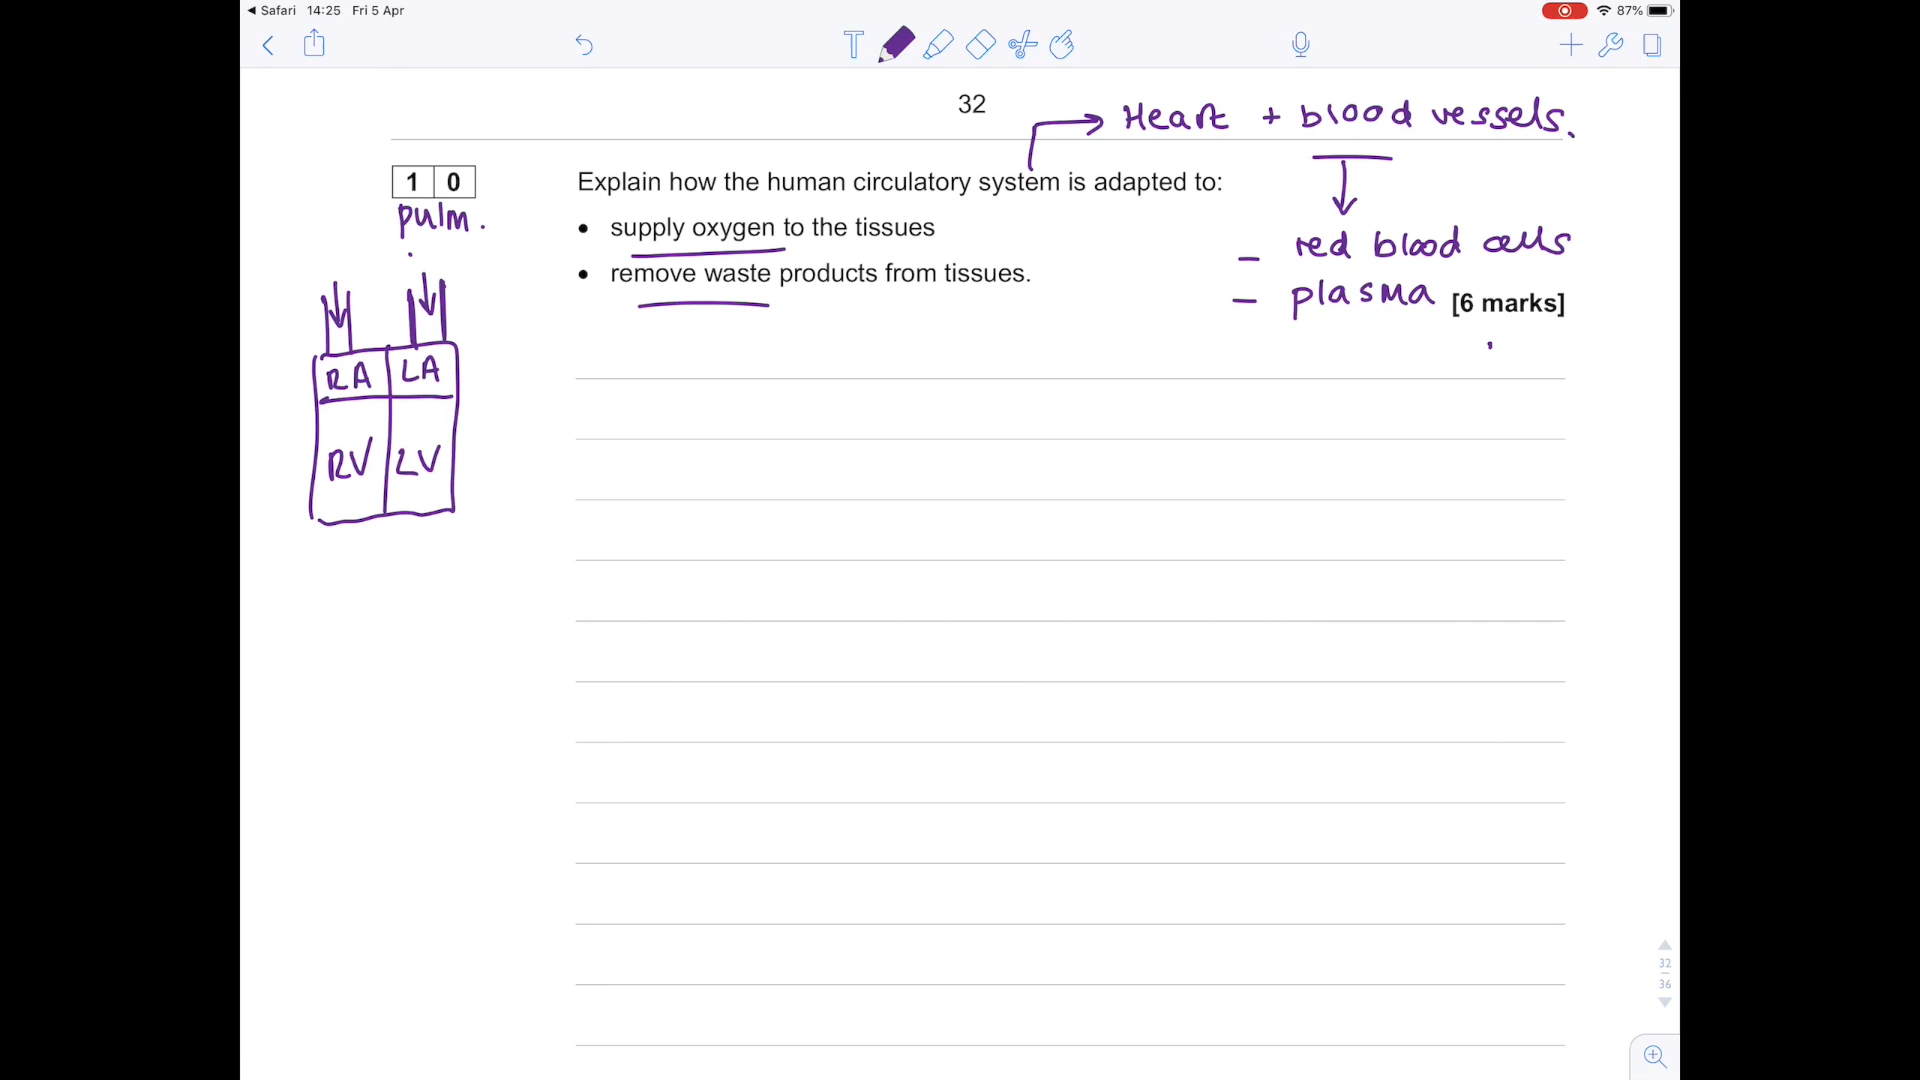 Safari 14:25 Fri 5 Apr 87%
T
32
Heart + blood vessels.
1 0 Explain how the human circulatory system is adapted to:
pulm.
• supply oxygen to the tissues
red blood cells
• remove waste products from tissues.
- plasma [6 marks]
RA LA
RV LV
32
36